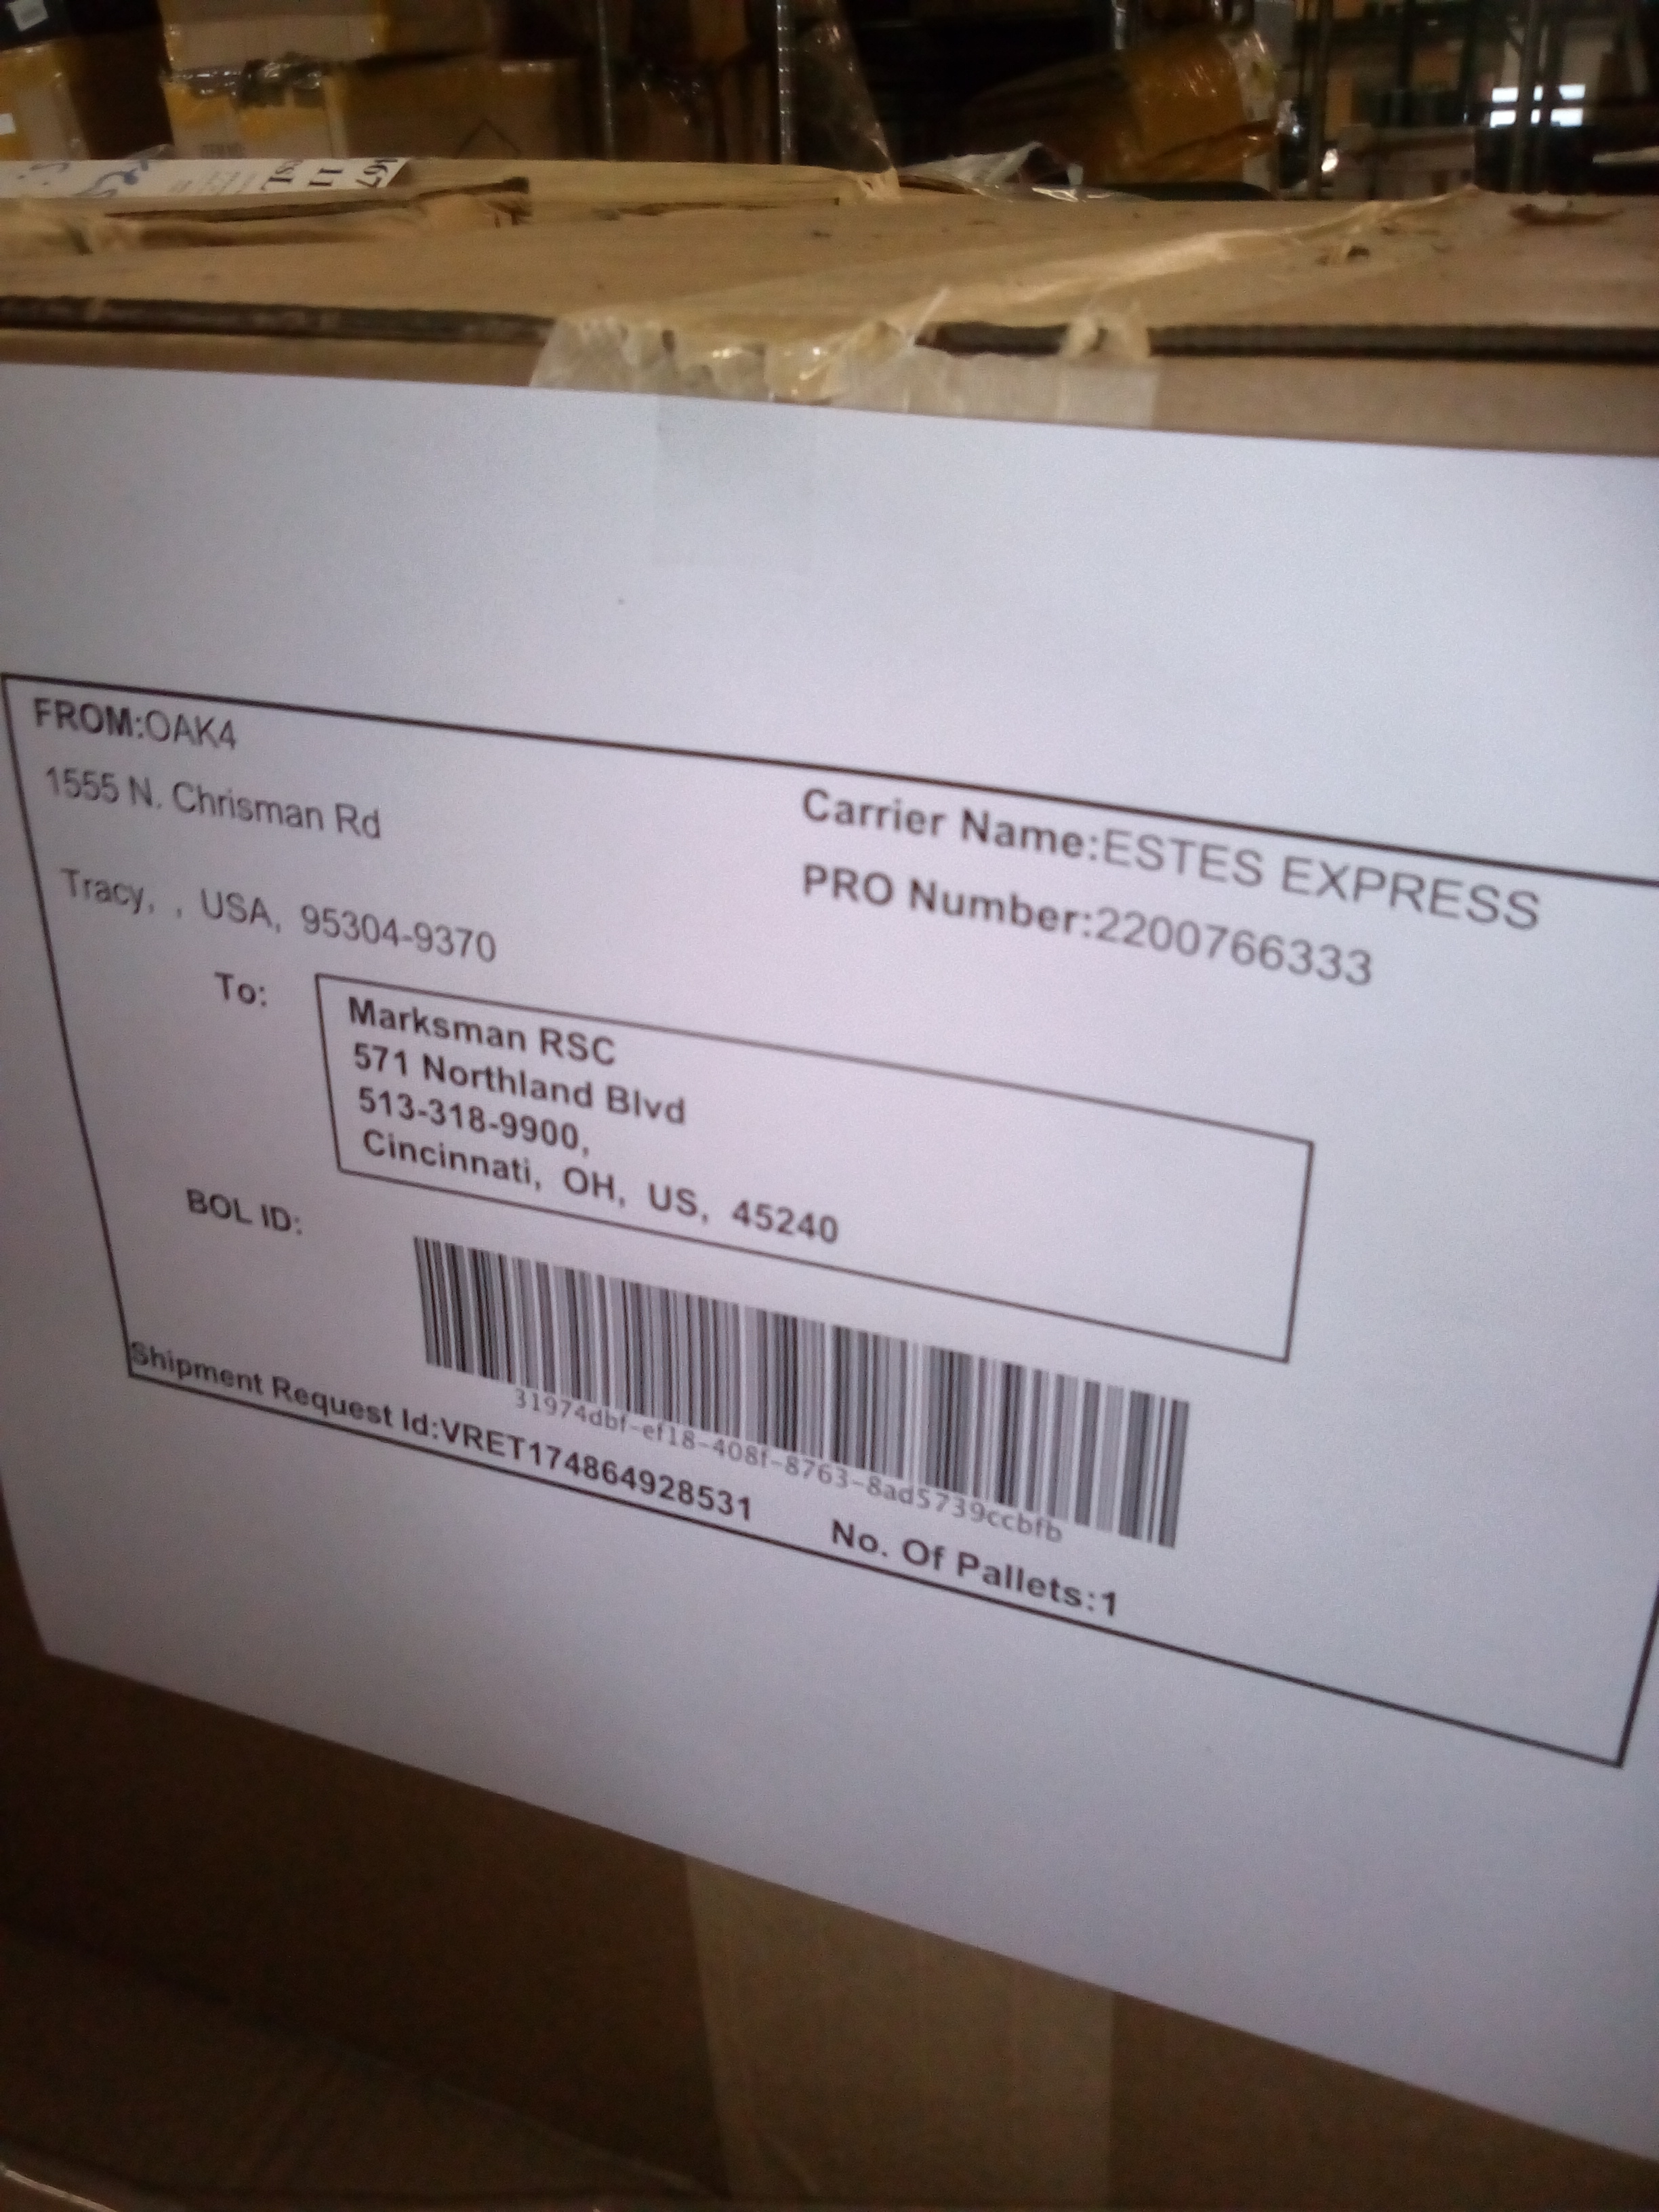 467
11
FROM:OAK4
1555 N. Chrisman Rd
Tracy, , USA, 95304-9370
Carrier Name:ESTES EXPRESS
PRO Number:2200766333
To:
Marksman RSC
571 Northland Blvd
513-318-9900,
Cincinnati, OH, US, 45240
BOL ID:
31974dbf-ef18-408f-8763-8ad5739ccbfb
Shipment Request Id:VRET174864928531 No. Of Pallets:1